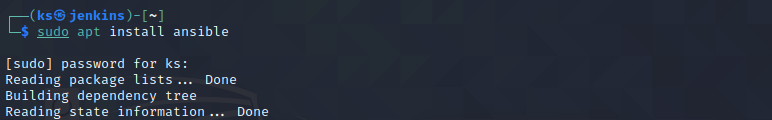 ┌──(ks㉿jenkins)-[~]
└─$ sudo apt install ansible
[sudo] password for ks:
Reading package lists... Done
Building dependency tree
Reading state information... Done